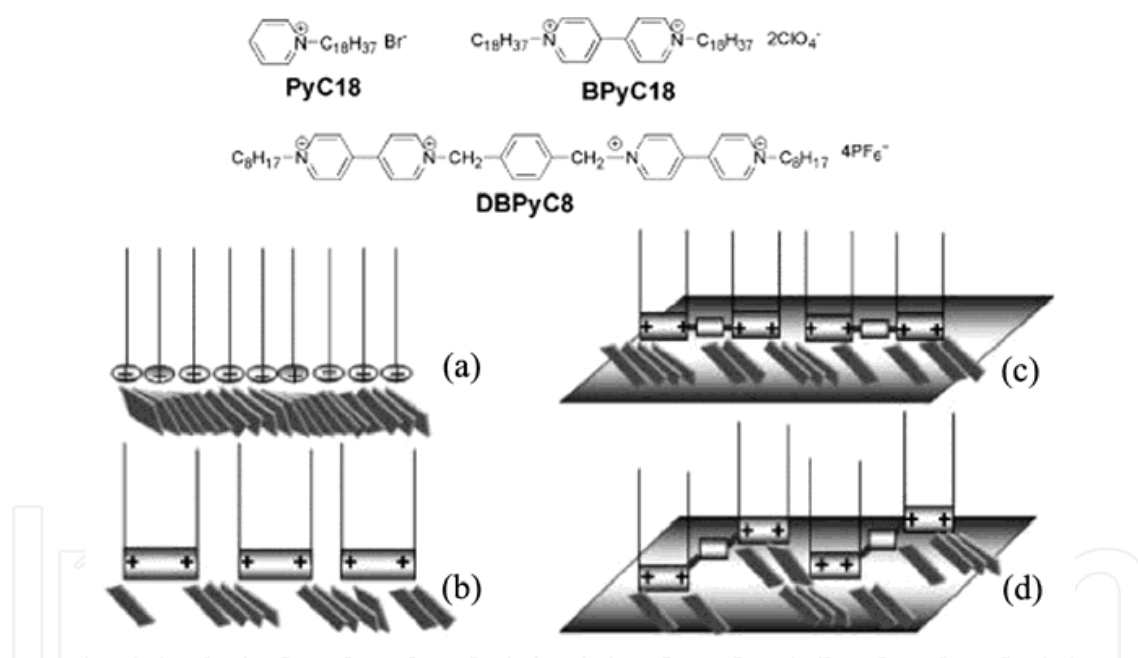 N⁺–C₁₈H₃₇ Br⁻
PyC18
C₁₈H₃₇–N⁺ N⁺–C₁₈H₃₇ 2ClO₄⁻
BPyC18
C₈H₁₇–N⁺ N⁺–CH₂ CH₂–N⁺ N⁺–C₈H₁₇ 4PF₆⁻
DBPyC8
(a)
(c)
+ + + + + + + +
(b)
+ + + + + +
(d)
+ + + + + + + +